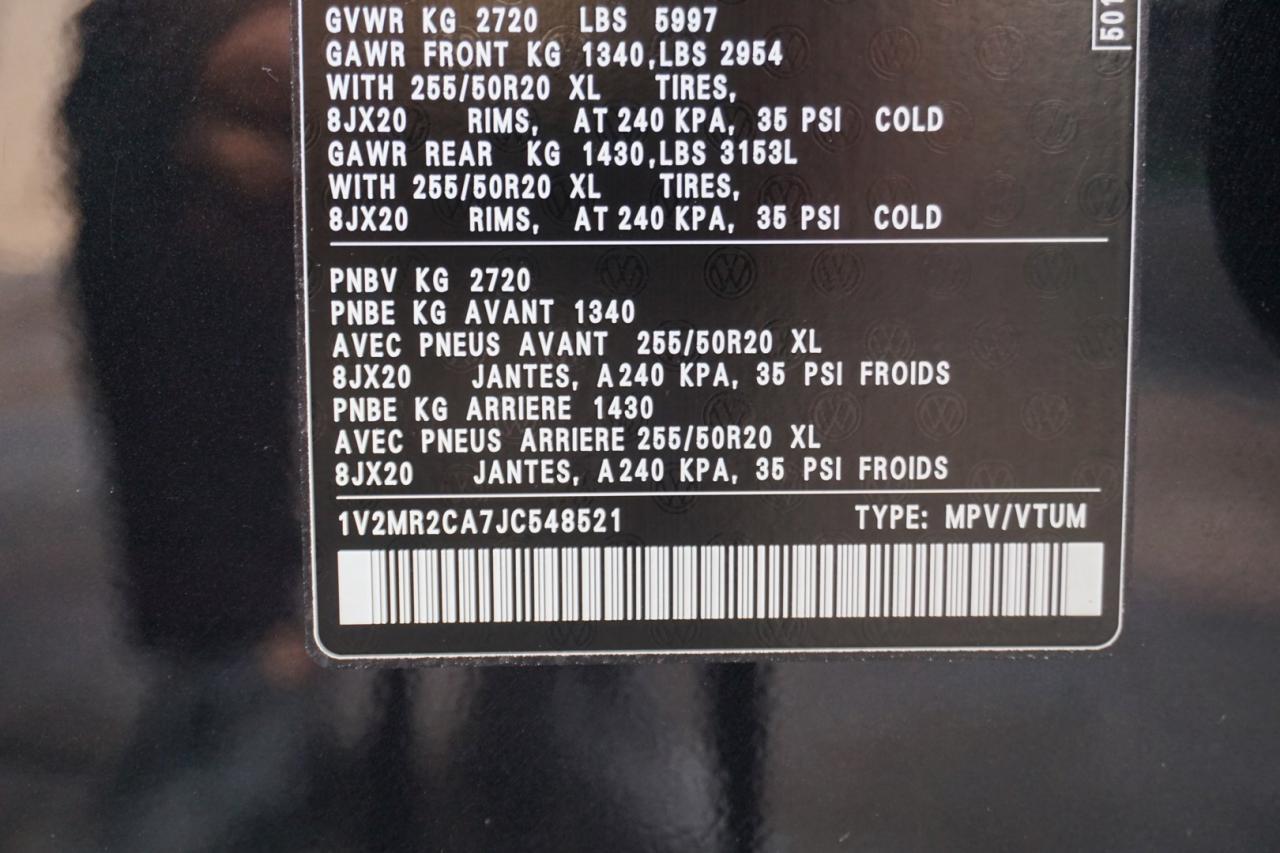 GVWR KG 2720 LBS 5997
GAWR FRONT KG 1340,LBS 2954
WITH 255/50R20 XL TIRES,
8JX20 RIMS, AT 240 KPA, 35 PSI COLD
GAWR REAR KG 1430,LBS 3153L
WITH 255/50R20 XL TIRES,
8JX20 RIMS, AT 240 KPA, 35 PSI COLD
PNBV KG 2720
PNBE KG AVANT 1340
AVEC PNEUS AVANT 255/50R20 XL
8JX20 JANTES, A 240 KPA, 35 PSI FROIDS
PNBE KG ARRIERE 1430
AVEC PNEUS ARRIERE 255/50R20 XL
8JX20 JANTES, A 240 KPA, 35 PSI FROIDS
1V2MR2CA7JC548521 TYPE: MPV/VTUM